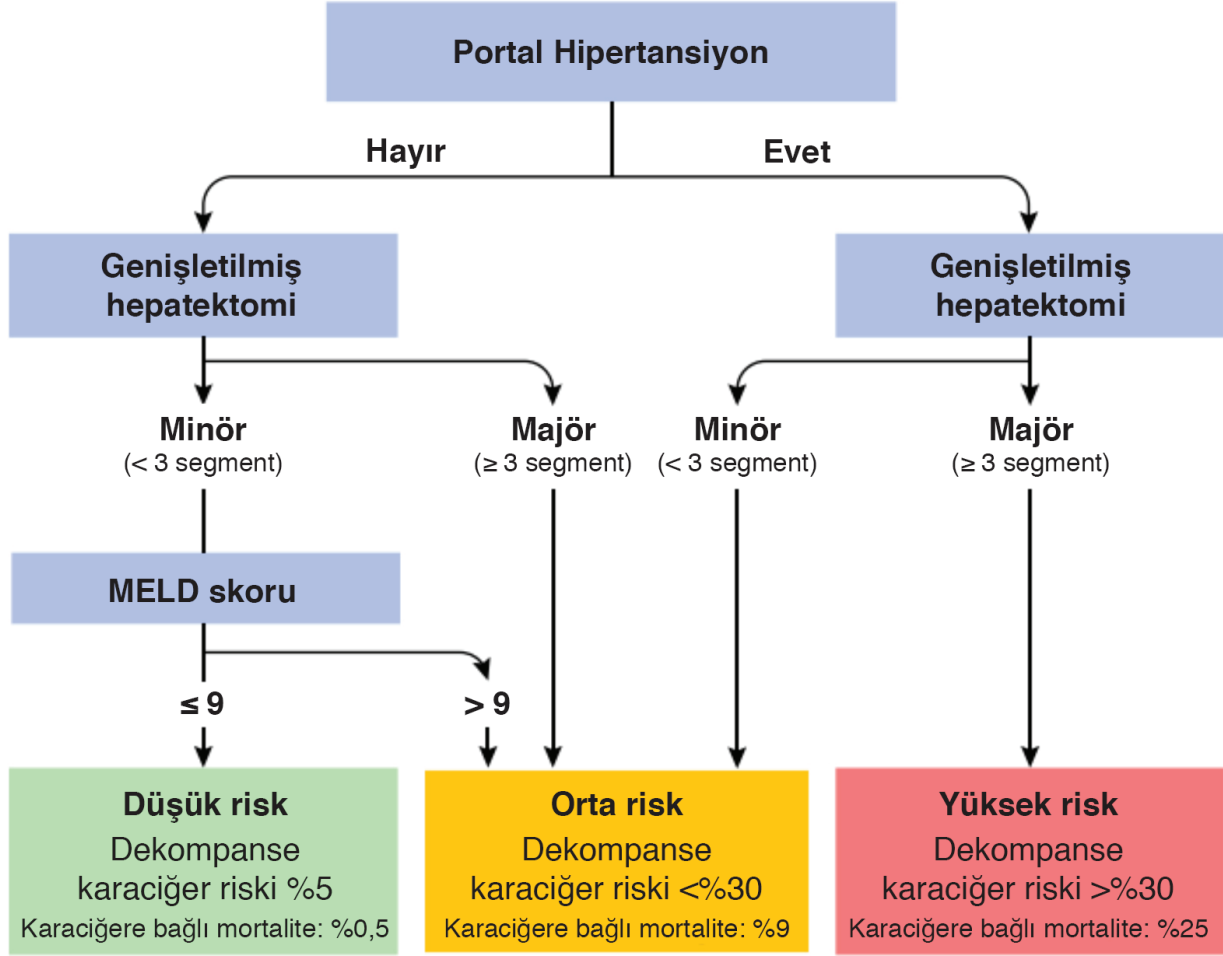 Portal Hipertansiyon
Hayır
Evet
Genişletilmiş
hepatektomi
Genişletilmiş
hepatektomi
Minör
(< 3 segment)
Majör
(≥ 3 segment)
Minör
(< 3 segment)
Majör
(≥ 3 segment)
MELD skoru
≤ 9
> 9
Düşük risk
Dekompanse
karaciğer riski %5
Karaciğere bağlı mortalite: %0,5
Orta risk
Dekompanse
karaciğer riski <%30
Karaciğere bağlı mortalite: %9
Yüksek risk
Dekompanse
karaciğer riski >%30
Karaciğere bağlı mortalite: %25